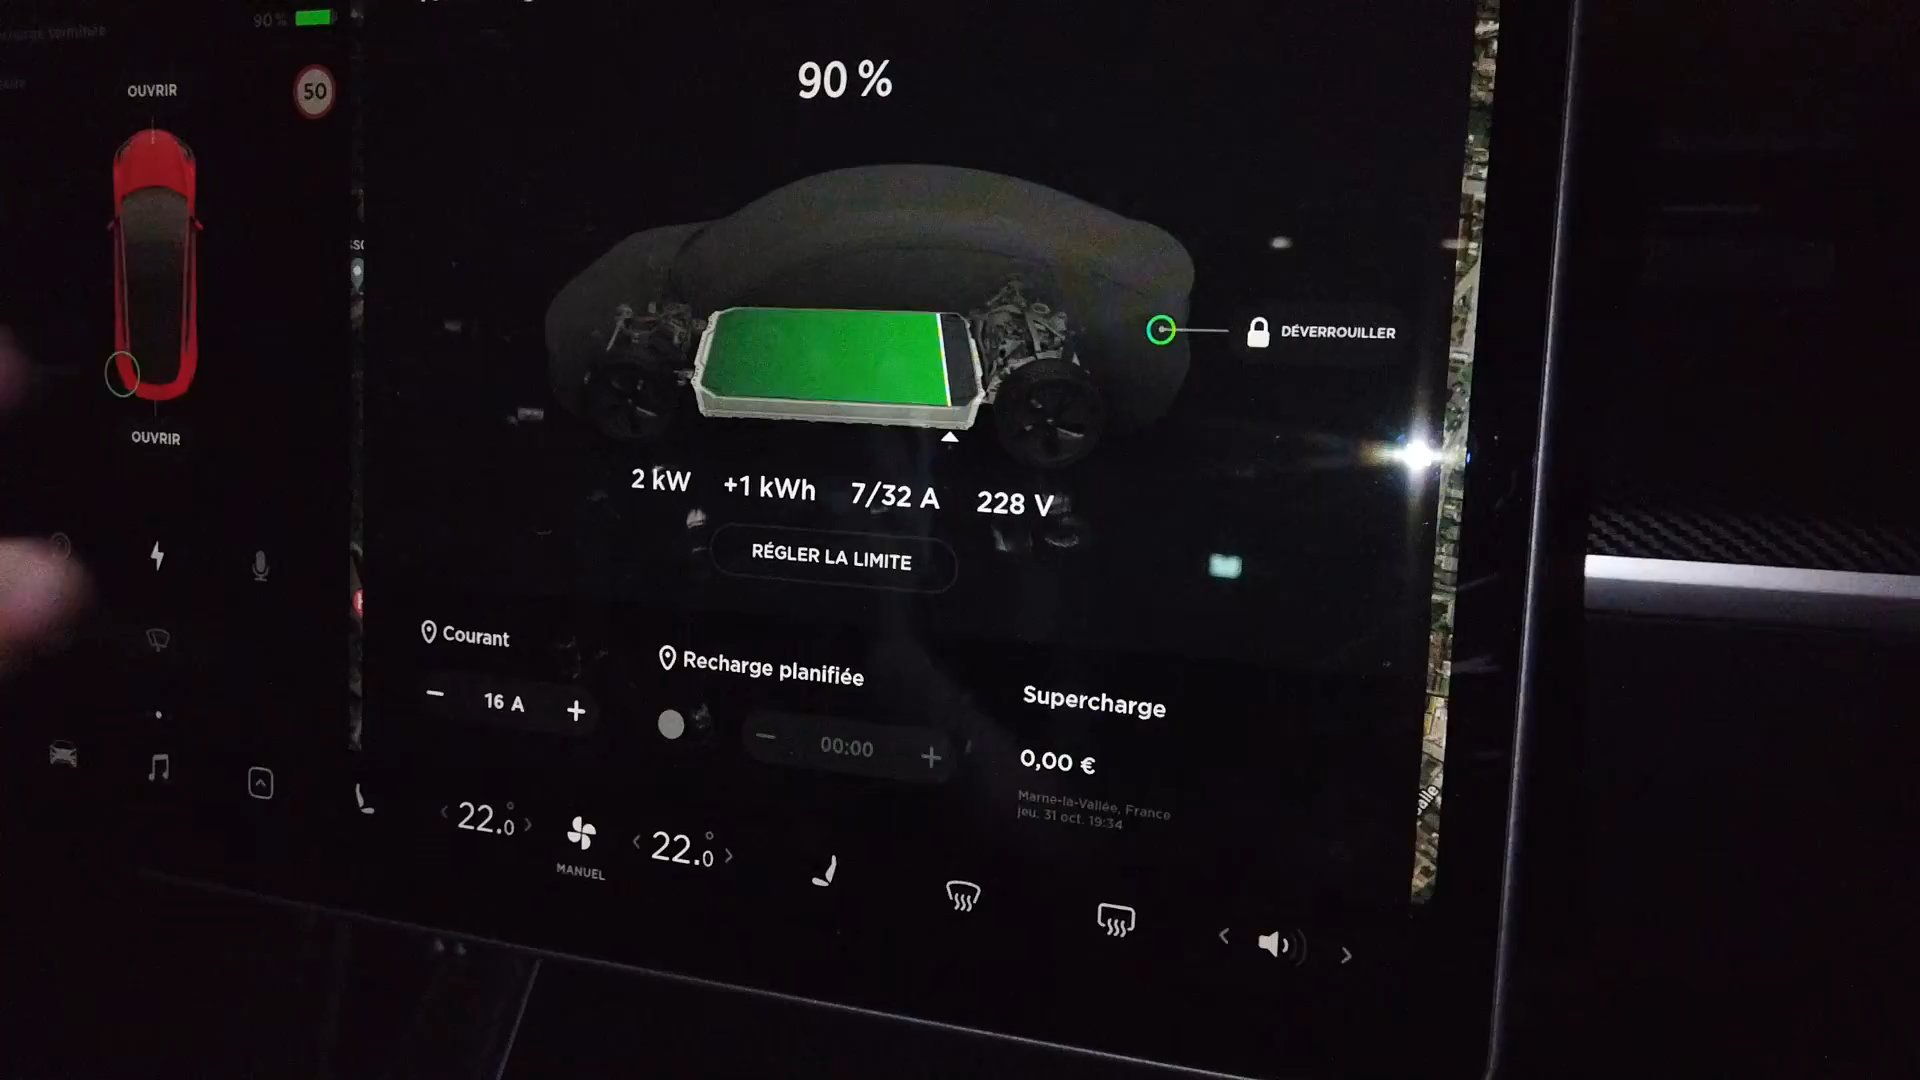 90 %
terminée
OUVRIR
50
90 %
DÉVERROUILLER
OUVRIR
2 kW +1 kWh 7/32 A 228 V
RÉGLER LA LIMITE
Courant
− 16 A +
Recharge planifiée
− 00:00 +
Supercharge
0,00 €
Marne-la-Vallée, France
jeu. 31 oct. 19:34
22.0°
MANUEL
22.0°